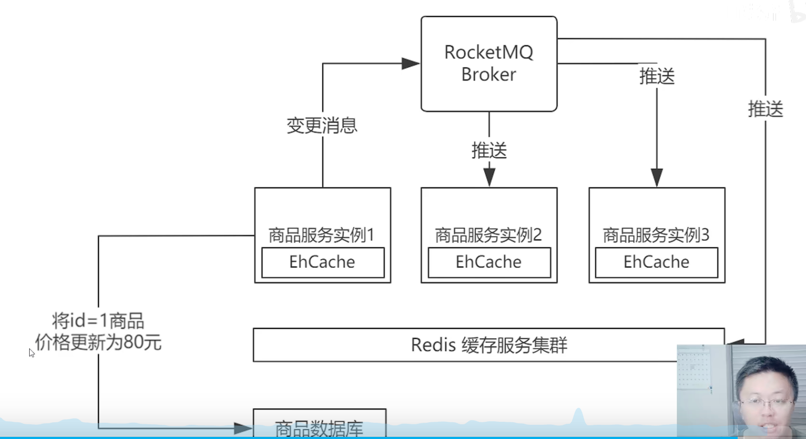 RocketMQ
Broker
推送
变更消息
推送
推送
商品服务实例1
商品服务实例2
商品服务实例3
EhCache
EhCache
EhCache
将id=1商品
价格更新为80元
Redis 缓存服务集群
商品数据库